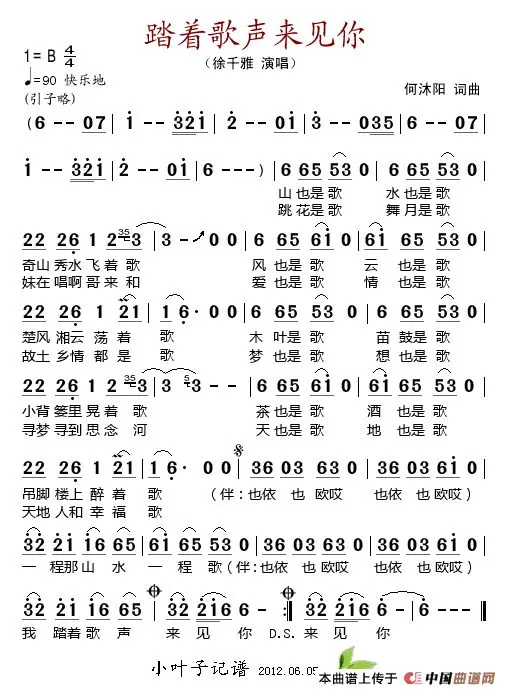 踏着歌声来见你
1=B 4/4
（徐千雅 演唱）
♩=90 快乐地
何沐阳 词曲
(引子略)
( 6 - - 07 | 1 - - 321 | 2 - - 01 | 3 - - 035 |
1 - - 321 | 2 - - 01 | 6 - - - ) | 6 65 53 0 | 6 65 53 0 |
山也是歌 水也是歌
跳花是歌 舞月是歌
22 26 1 2 35 3 | 3 - 0 0 | 6 65 61 0 | 61 65 53 0 |
奇山秀水飞着歌 风也是歌 云也是歌
妹在唱啊哥来和 爱也是歌 情也是歌
22 26 1 21 | 1 6· 0 0 | 6 65 53 0 | 6 65 53 0 |
楚风湘云荡着歌 木叶是歌 苗鼓是歌
故土乡情都是歌 梦也是歌 想也是歌
22 26 1 2 35 3 | 3 - - 0 | 6 65 61 0 | 61 65 53 0 |
小背篓里晃着歌 茶也是歌 酒也是歌
寻梦寻到思念河 天也是歌 地也是歌
22 26 1 21 | 1 6· 0 0 | 36 03 63 0 | 36 03 61 0 |
吊脚楼上醉着歌 （伴:也依也欧哎 也依也欧哎）
天地人和幸福歌
32 21 16 65 | 51 16 65 53 | 36 03 63 0 | 36 03 61 0 |
一程那山水一程歌(伴:也依也欧哎 也依也欧哎）
32 21 16 65 | 32 216 6 - :| 32 216 6 - |
我踏着歌声来见你 D.S. 来见你
小叶子记谱 2012.06.05
本曲谱上传于 中国曲谱网